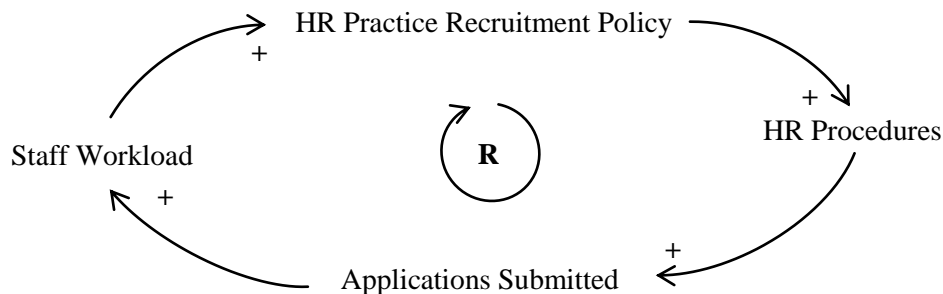 HR Practice Recruitment Policy
+
+
HR Procedures
R
Staff Workload
+
+
Applications Submitted